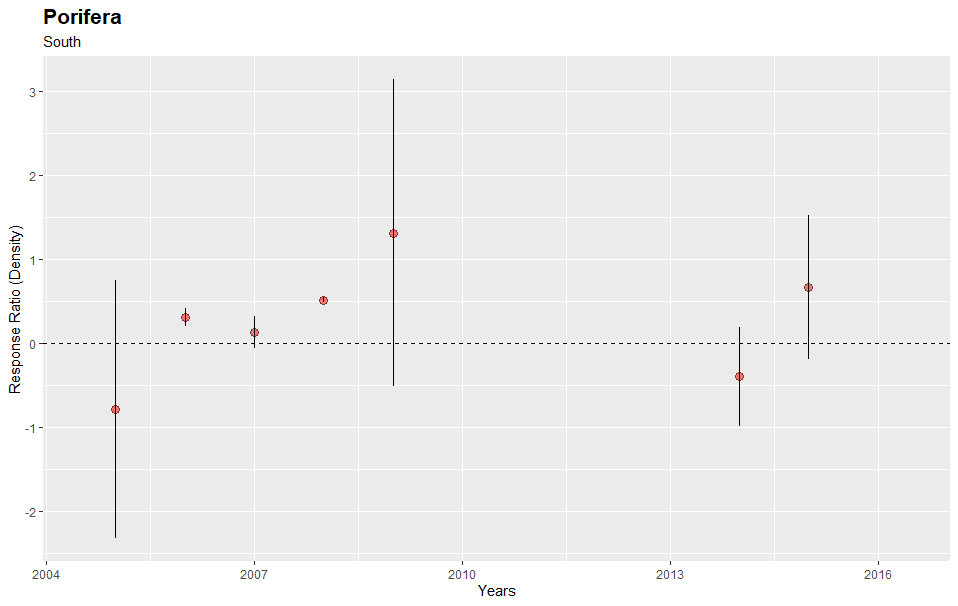 Porifera
South
Response Ratio (Density)
3
2
1
0
-1
-2
2004
2007
2010
2013
2016
Years